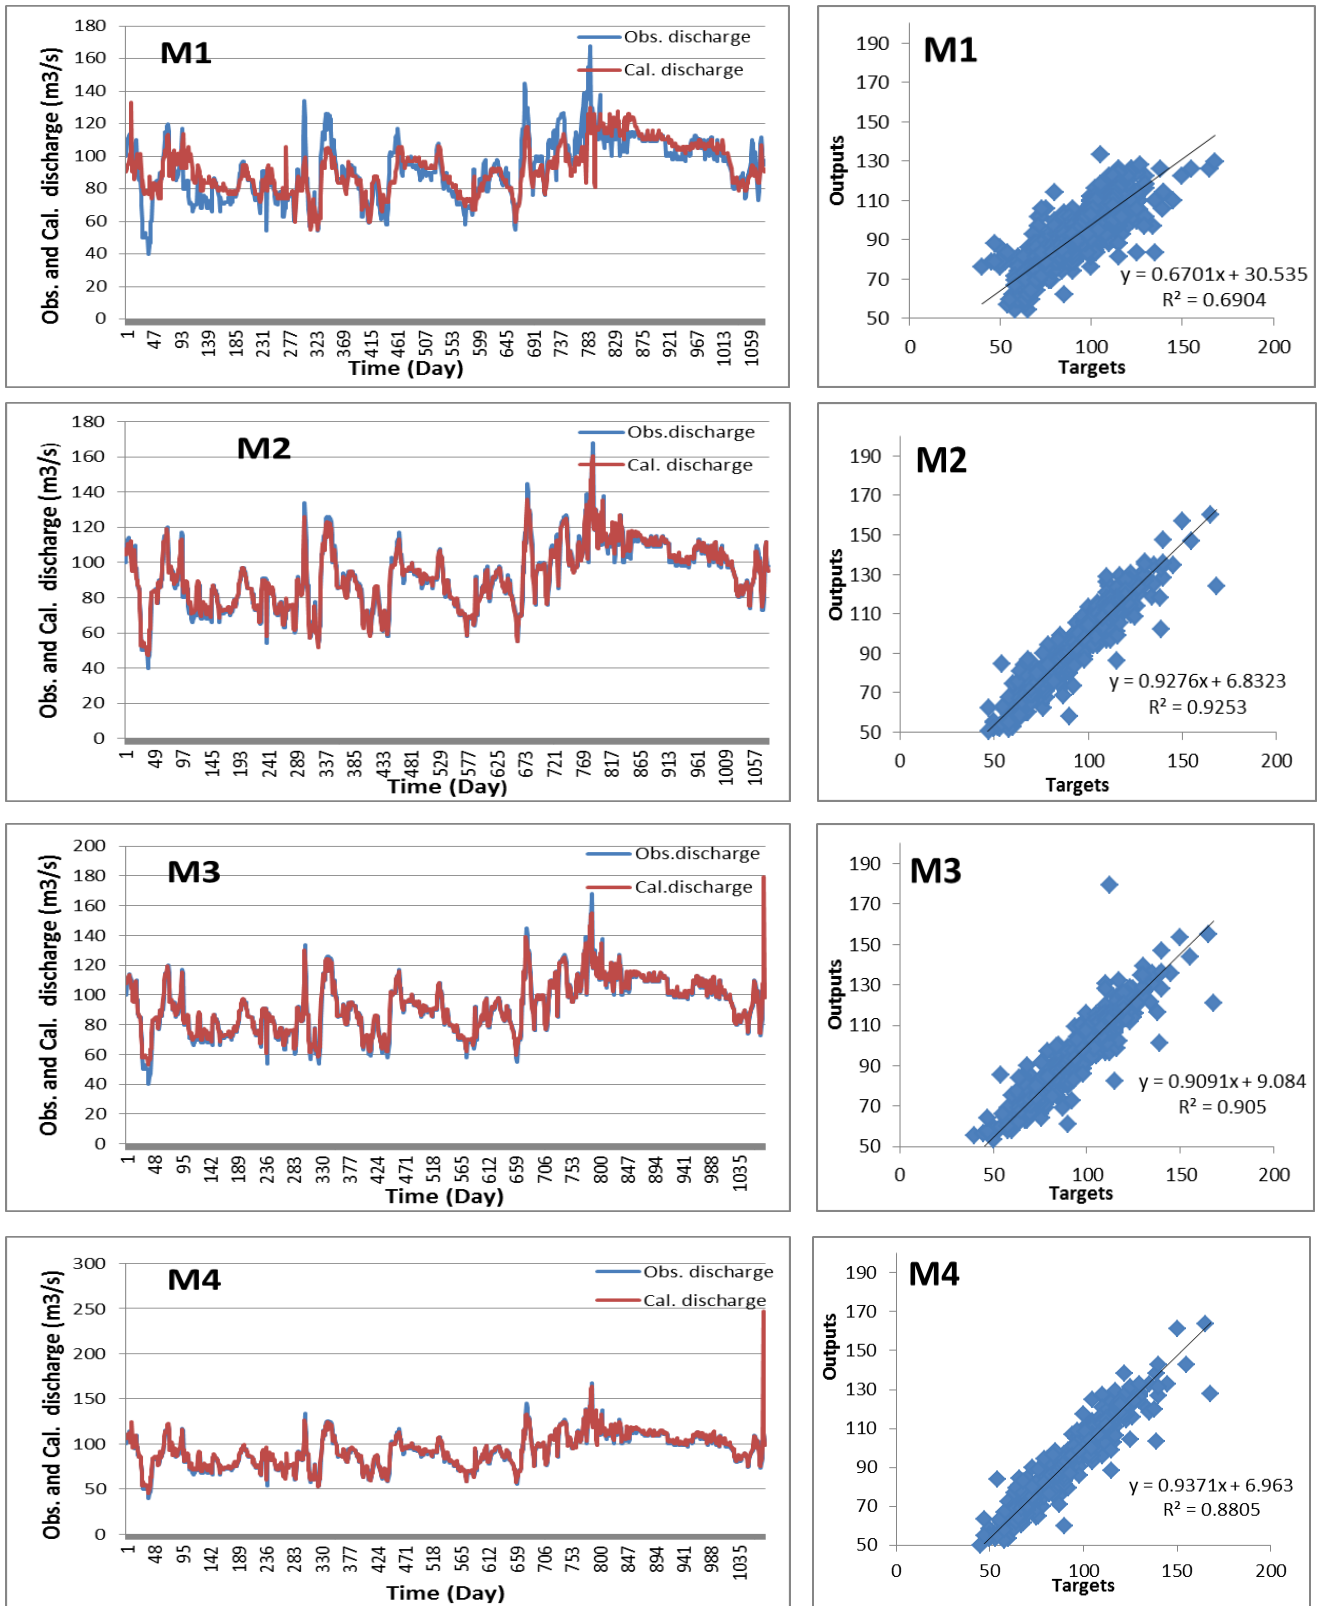 M1
Obs. discharge
Cal. discharge
Obs. and Cal. discharge (m3/s)
180
160
140
120
100
80
60
40
20
0
1 47 93 139 185 231 277 323 369 415 461 507 553 599 645 691 737 783 829 875 921 967 1013 1059
Time (Day)
M1
Outputs
190
170
150
130
110
90
70
50
y = 0.6701x + 30.535
R² = 0.6904
0 50 100 150 200
Targets
M2
Obs.discharge
Cal. discharge
Obs. and Cal. discharge (m3/s)
180
160
140
120
100
80
60
40
20
0
1 49 97 145 193 241 289 337 385 433 481 529 577 625 673 721 769 817 865 913 961 1009 1057
Time (Day)
M2
Outputs
190
170
150
130
110
90
70
50
y = 0.9276x + 6.8323
R² = 0.9253
0 50 100 150 200
Targets
M3
Obs.discharge
Cal.discharge
Obs. and Cal. discharge (m3/s)
200
180
160
140
120
100
80
60
40
20
0
1 48 95 142 189 236 283 330 377 424 471 518 565 612 659 706 753 800 847 894 941 988 1035
Time (Day)
M3
Outputs
190
170
150
130
110
90
70
50
y = 0.9091x + 9.084
R² = 0.905
0 50 100 150 200
Targets
M4
Obs. discharge
Cal. discharge
Obs. and Cal. discharge (m3/s)
300
250
200
150
100
50
0
1 48 95 142 189 236 283 330 377 424 471 518 565 612 659 706 753 800 847 894 941 988 1035
Time (Day)
M4
Outputs
190
170
150
130
110
90
70
50
y = 0.9371x + 6.963
R² = 0.8805
0 50 100 150 200
Targets